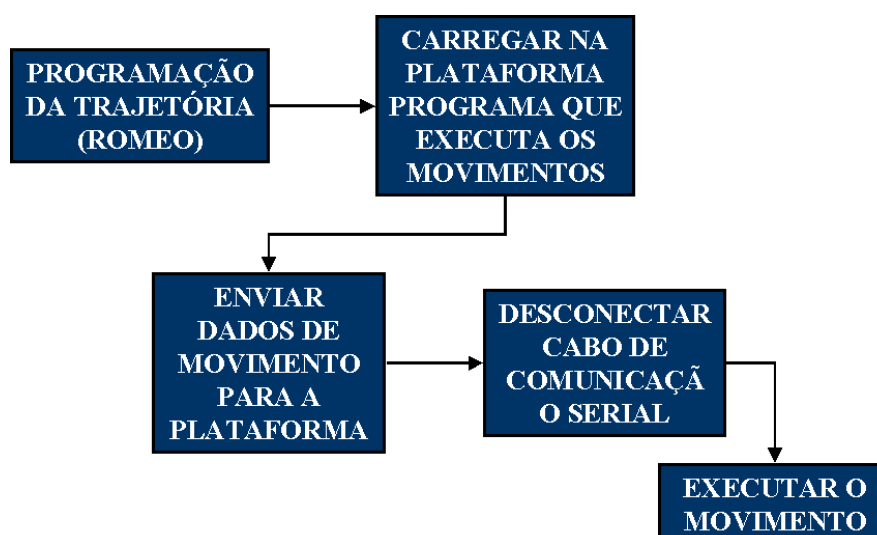 PROGRAMAÇÃO
DA TRAJETÓRIA
(ROMEO)
CARREGAR NA
PLATAFORMA
PROGRAMA QUE
EXECUTA OS
MOVIMENTOS
ENVIAR
DADOS DE
MOVIMENTO
PARA A
PLATAFORMA
DESCONECTAR
CABO DE
COMUNICAÇÃ
O SERIAL
EXECUTAR O
MOVIMENTO